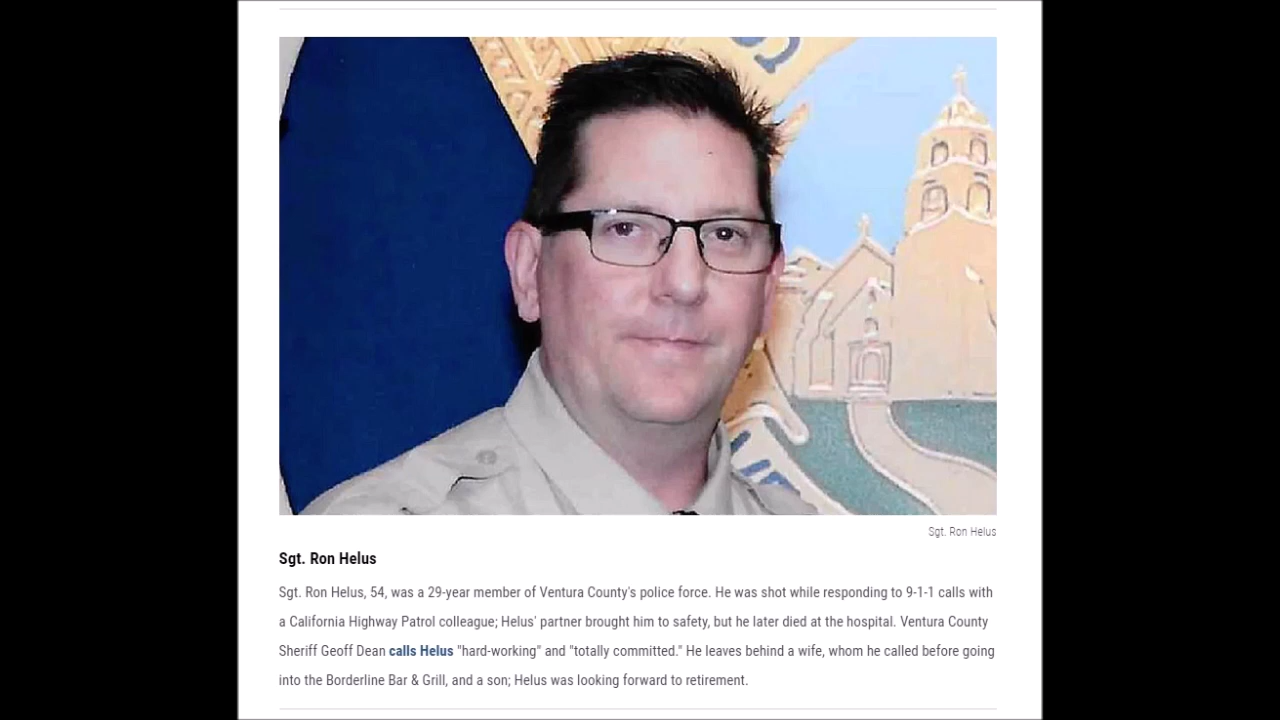 Sgt. Ron Helus
Sgt. Ron Helus
Sgt. Ron Helus, 54, was a 29-year member of Ventura County's police force. He was shot while responding to 9-1-1 calls with
a California Highway Patrol colleague; Helus' partner brought him to safety, but he later died at the hospital. Ventura County
Sheriff Geoff Dean calls Helus "hard-working" and "totally committed." He leaves behind a wife, whom he called before going
into the Borderline Bar & Grill, and a son; Helus was looking forward to retirement.